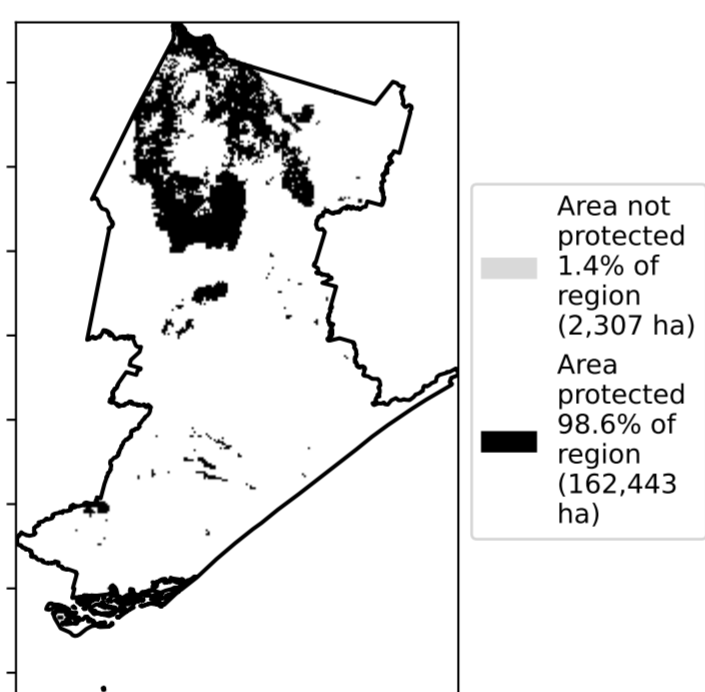 Area not
protected
1.4% of
region
(2,307 ha)
Area
protected
98.6% of
region
(162,443
ha)